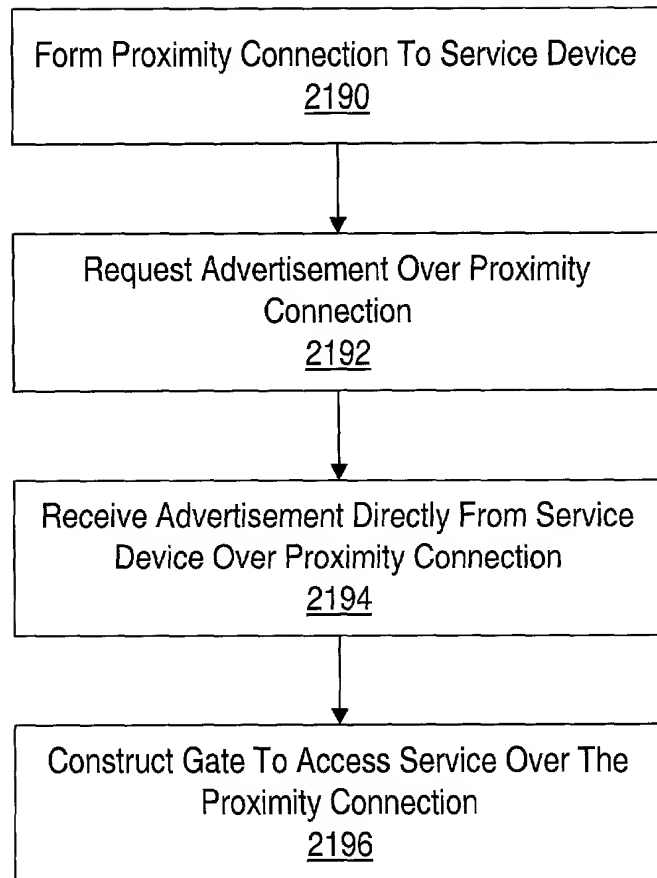 Form Proximity Connection To Service Device
2190
Request Advertisement Over Proximity
Connection
2192
Receive Advertisement Directly From Service
Device Over Proximity Connection
2194
Construct Gate To Access Service Over The
Proximity Connection
2196